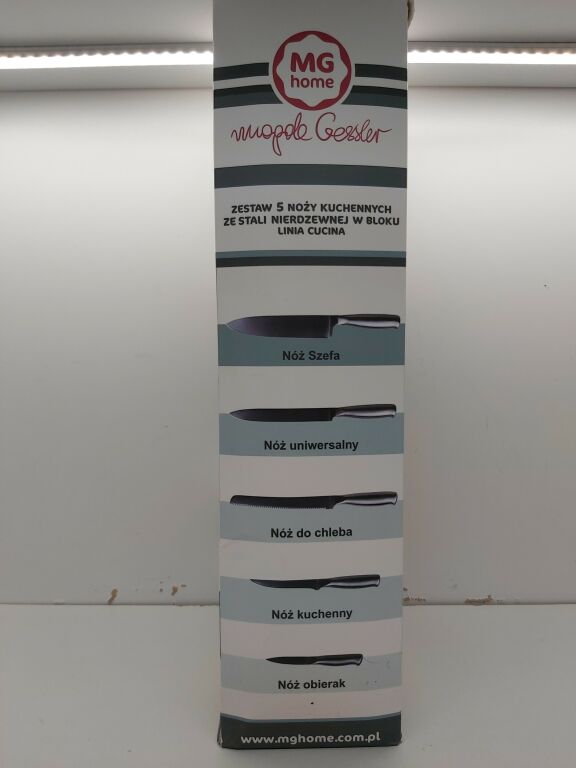 MG
home
Magda Gessler
ZESTAW 5 NOŻY KUCHENNYCH
ZE STALI NIERDZEWNEJ W BLOKU
LINIA CUCINA
Nóż Szefa
Nóż uniwersalny
Nóż do chleba
Nóż kuchenny
Nóż obierak
www.mghome.com.pl